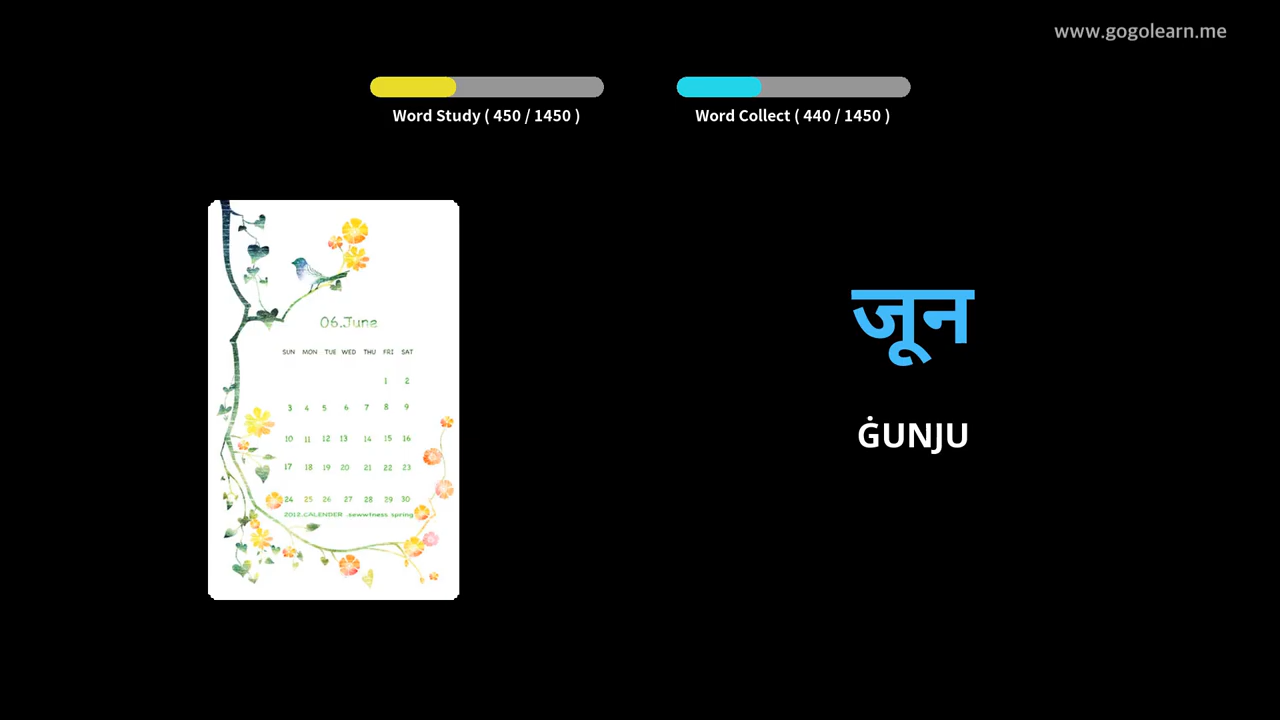 www.gogolearn.me
Word Study ( 450 / 1450 )
Word Collect ( 440 / 1450 )
06.June
SUN MON TUE WED THU FRI SAT
1 2
3 4 5 6 7 8 9
10 11 12 13 14 15 16
17 18 19 20 21 22 23
24 25 26 27 28 29 30
2012.CALENDER .sewwtness spring
जून
ĠUNJU